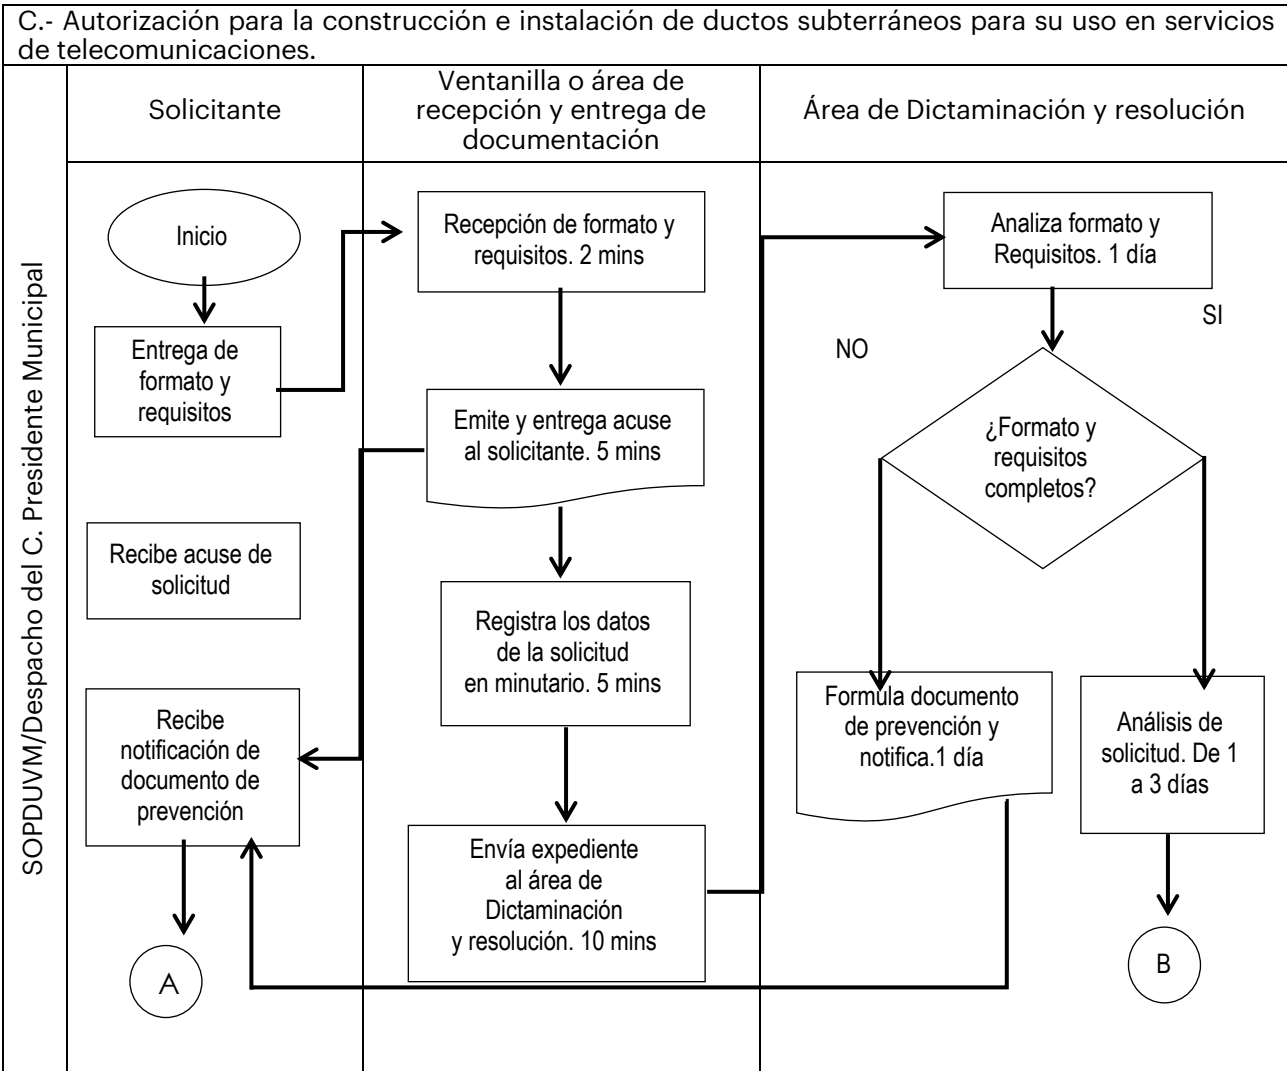 C.- Autorización para la construcción e instalación de ductos subterráneos para su uso en servicios
de telecomunicaciones.
SOPDUVM/Despacho del C. Presidente Municipal
Solicitante
Ventanilla o área de
recepción y entrega de
documentación
Área de Dictaminación y resolución
Inicio
Entrega de
formato y
requisitos
Recibe acuse de
solicitud
Recibe
notificación de
documento de
prevención
A
Recepción de formato y
requisitos. 2 mins
Emite y entrega acuse
al solicitante. 5 mins
Registra los datos
de la solicitud
en minutario. 5 mins
Envía expediente
al área de
Dictaminación
y resolución. 10 mins
Analiza formato y
Requisitos. 1 día
SI
NO
¿Formato y
requisitos
completos?
Formula documento
de prevención y
notifica.1 día
Análisis de
solicitud. De 1
a 3 días
B